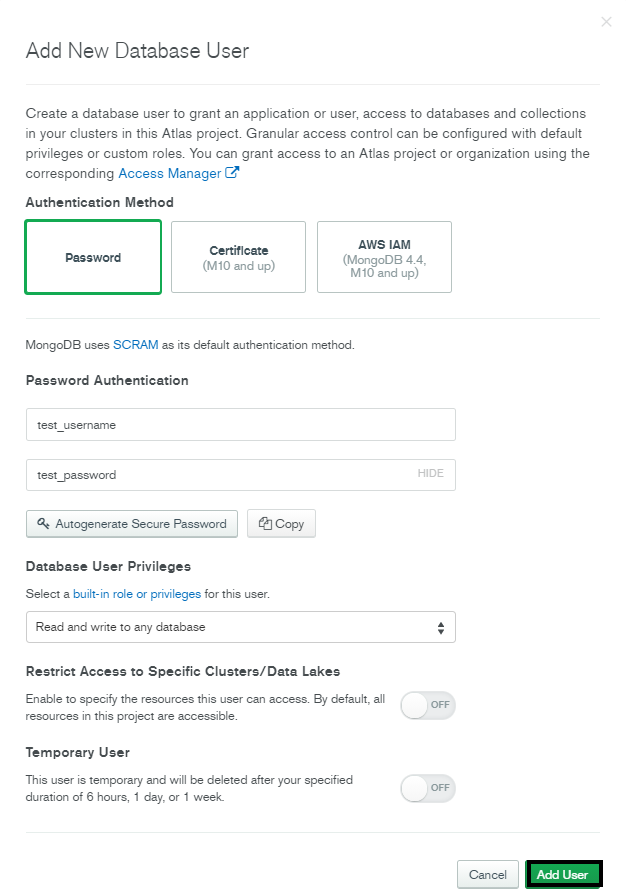 Add New Database User
Create a database user to grant an application or user, access to databases and collections
in your clusters in this Atlas project. Granular access control can be configured with default
privileges or custom roles. You can grant access to an Atlas project or organization using the
corresponding Access Manager
Authentication Method
Password
Certificate
(M10 and up)
AWS IAM
(MongoDB 4.4,
M10 and up)
MongoDB uses SCRAM as its default authentication method.
Password Authentication
test_username
test_password HIDE
Autogenerate Secure Password Copy
Database User Privileges
Select a built-in role or privileges for this user.
Read and write to any database
Restrict Access to Specific Clusters/Data Lakes
Enable to specify the resources this user can access. By default, all
resources in this project are accessible.
OFF
Temporary User
This user is temporary and will be deleted after your specified
duration of 6 hours, 1 day, or 1 week.
OFF
Cancel Add User